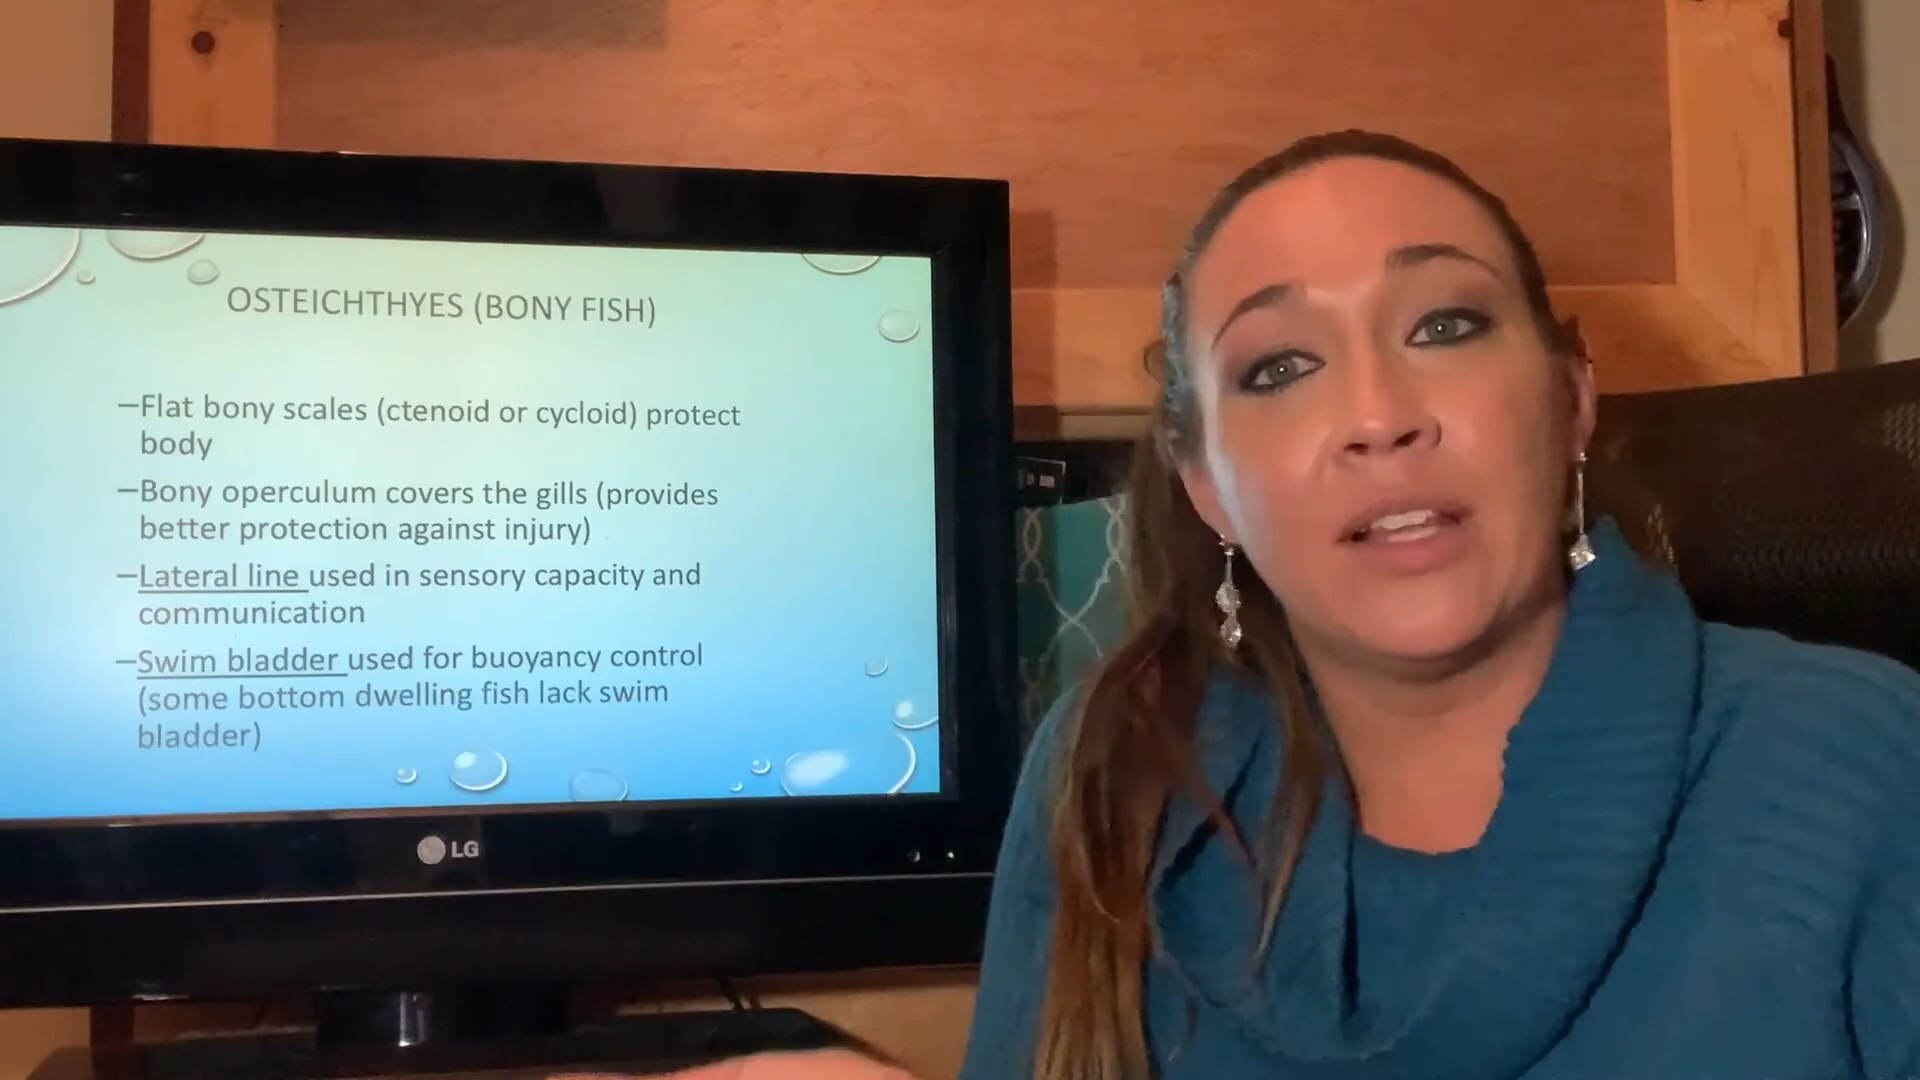 OSTEICHTHYES (BONY FISH)
–Flat bony scales (ctenoid or cycloid) protect
body
–Bony operculum covers the gills (provides
better protection against injury)
–Lateral line used in sensory capacity and
communication
–Swim bladder used for buoyancy control
(some bottom dwelling fish lack swim
bladder)
LG